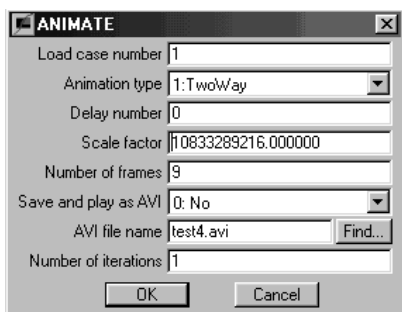 ANIMATE
Load case number 1
Animation type 1:TwoWay
Delay number 0
Scale factor 10833289216.000000
Number of frames 9
Save and play as AVI 0: No
AVI file name test4.avi Find...
Number of iterations 1
OK Cancel